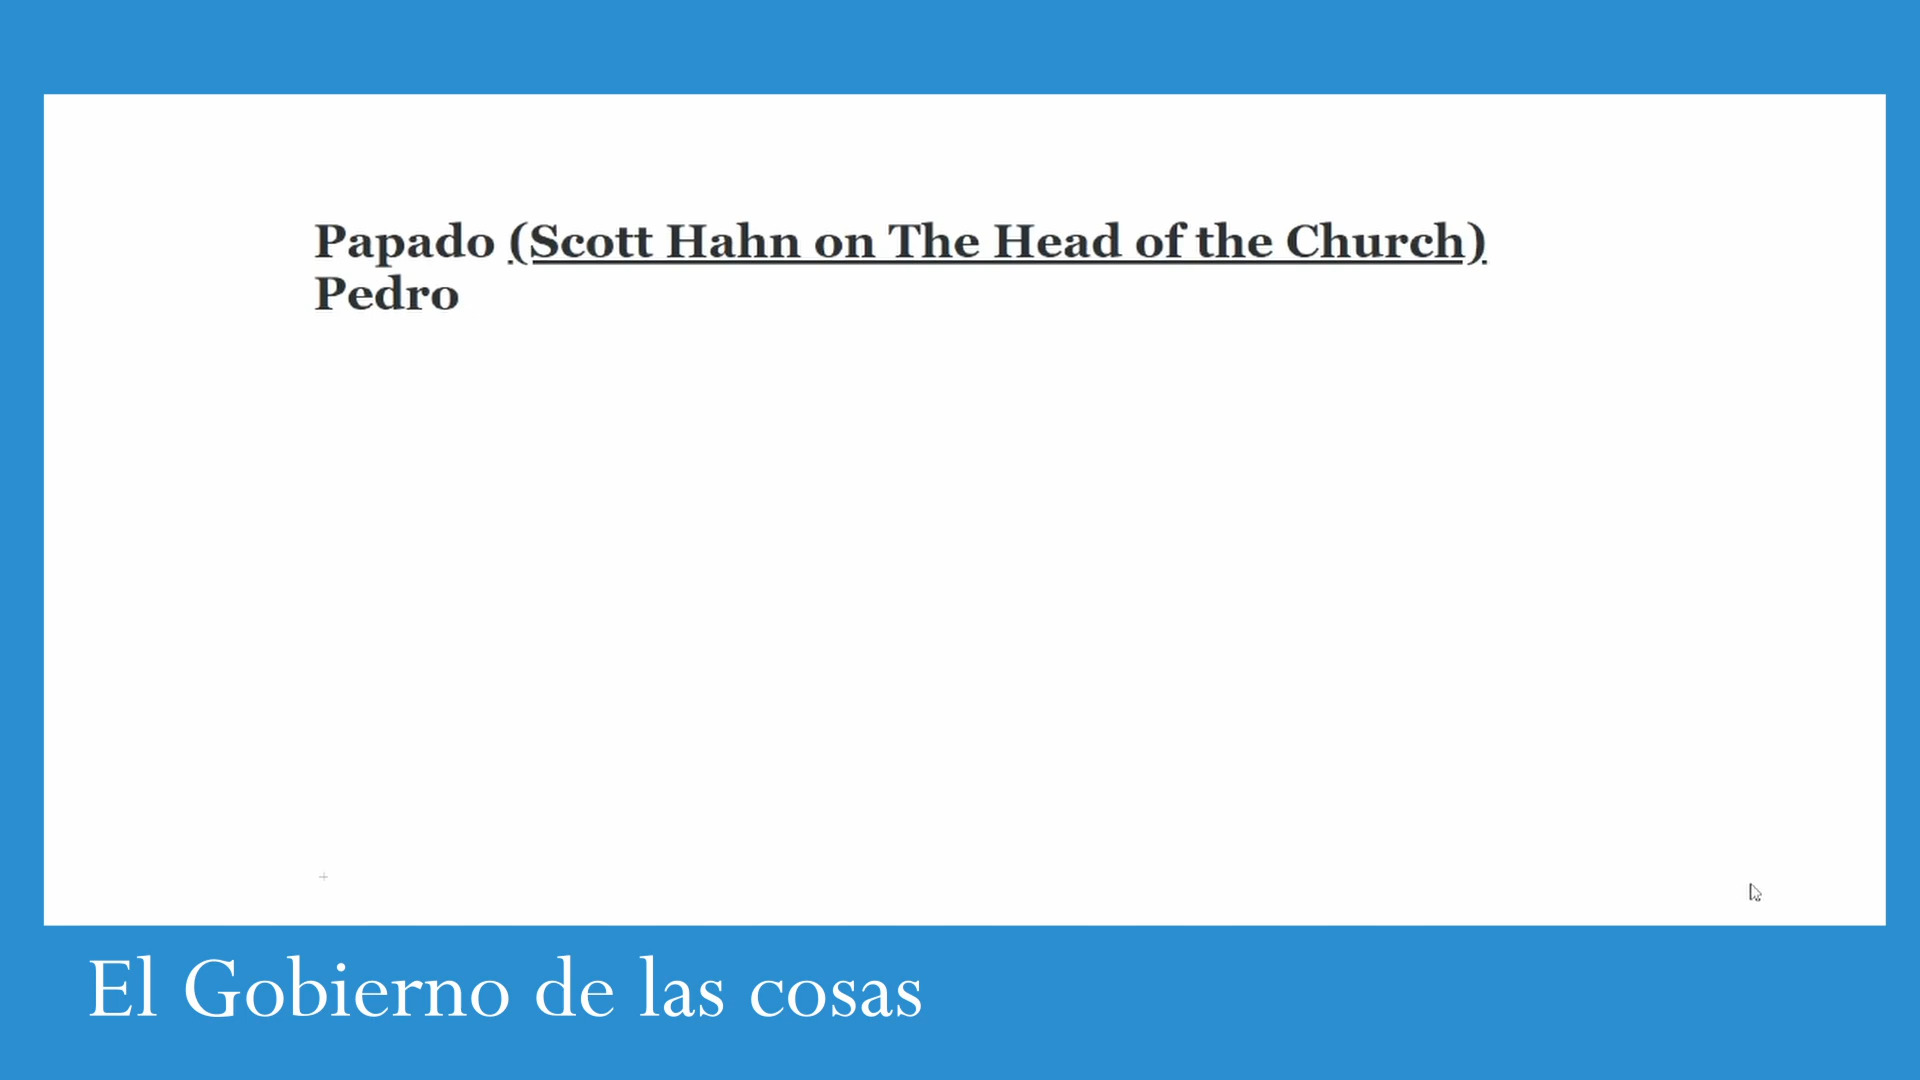 Papado (Scott Hahn on The Head of the Church)
Pedro
El Gobierno de las cosas